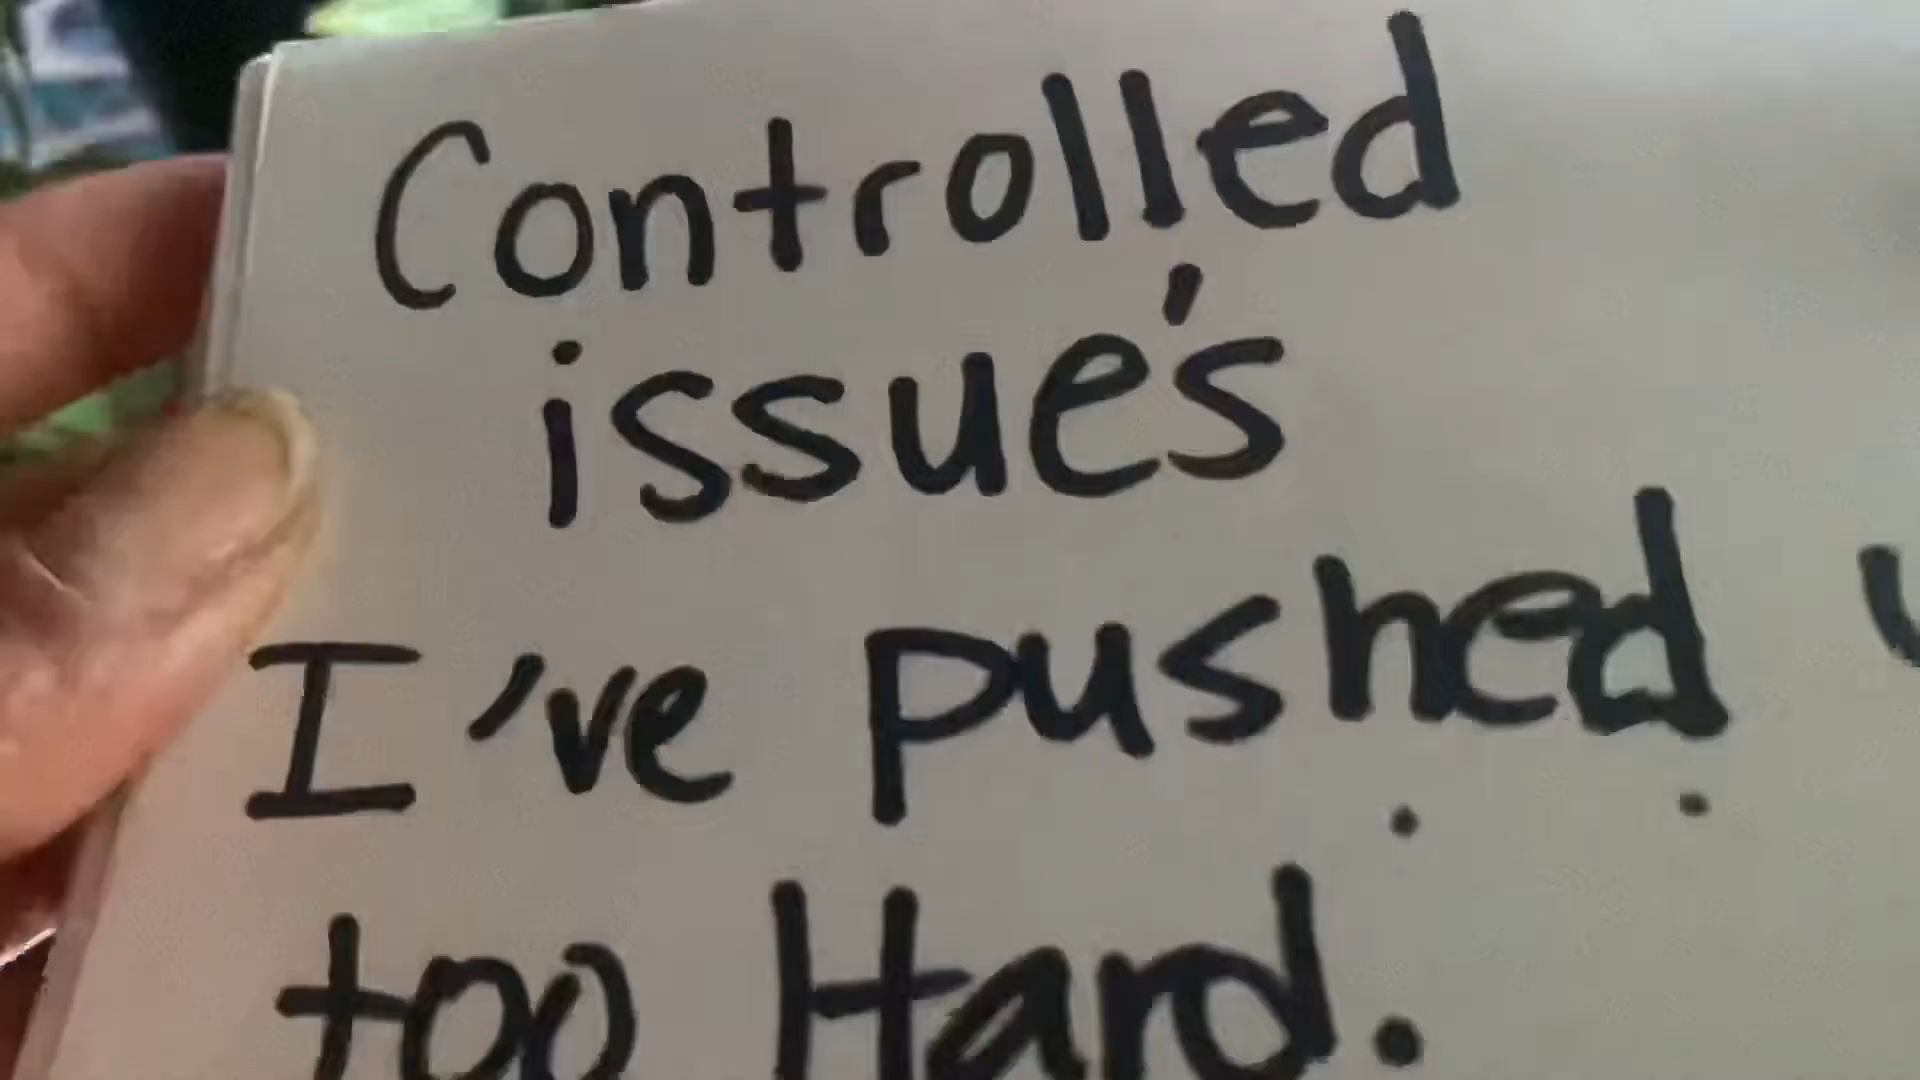 Controlled
issue's
I've pushed
too Hard.